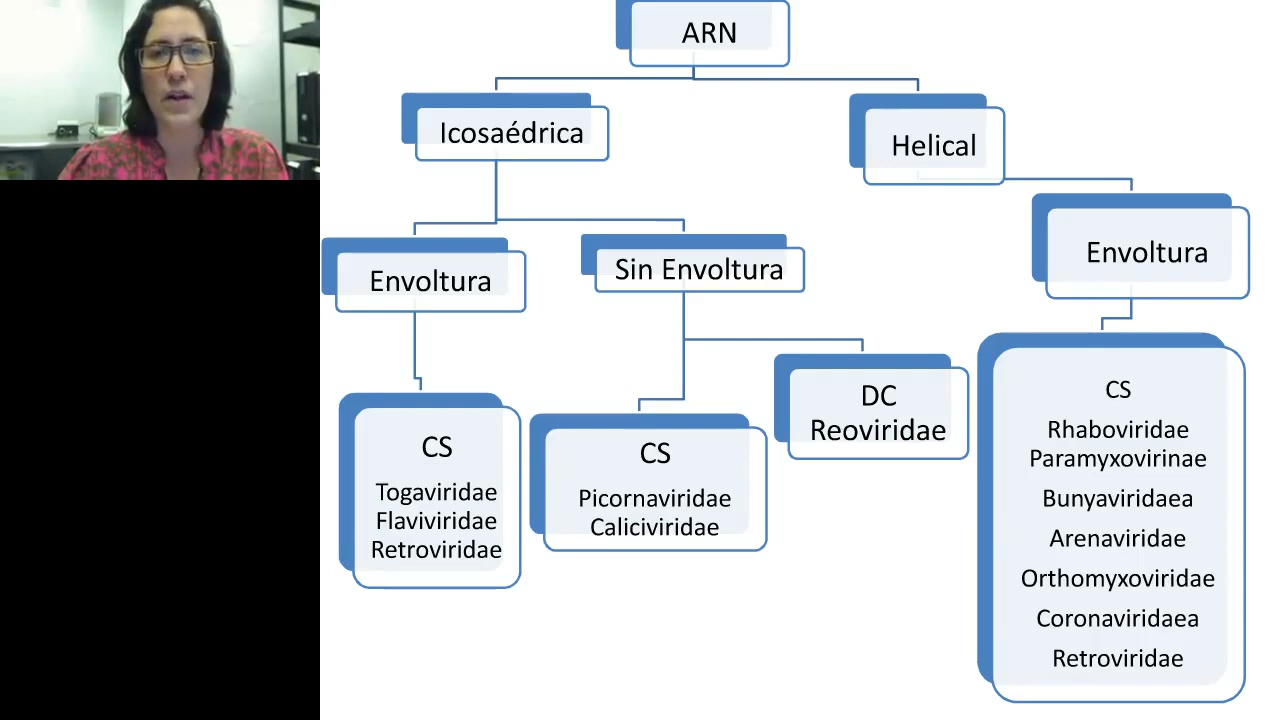 ARN
Icosaédrica
Helical
Envoltura
Sin Envoltura
Envoltura
CS
Togaviridae
Flaviviridae
Retroviridae
CS
Picornaviridae
Caliciviridae
DC
Reoviridae
CS
Rhaboviridae
Paramyxovirinae
Bunyaviridaea
Arenaviridae
Orthomyxoviridae
Coronaviridaea
Retroviridae